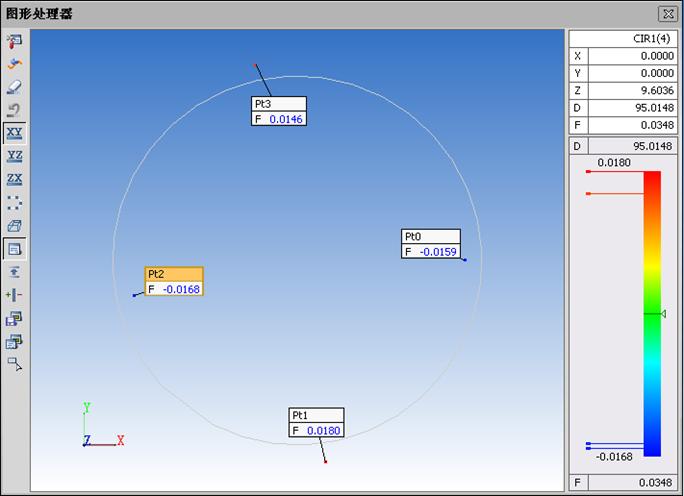 图形处理器
XY
YZ
ZX
Pt3
F 0.0146
Pt0
F -0.0159
Pt2
F -0.0168
Pt1
F 0.0180
Y
Z
X
CIR1(4)
X 0.0000
Y 0.0000
Z 9.6036
D 95.0148
F 0.0348
D 95.0148
0.0180
-0.0168
F 0.0348